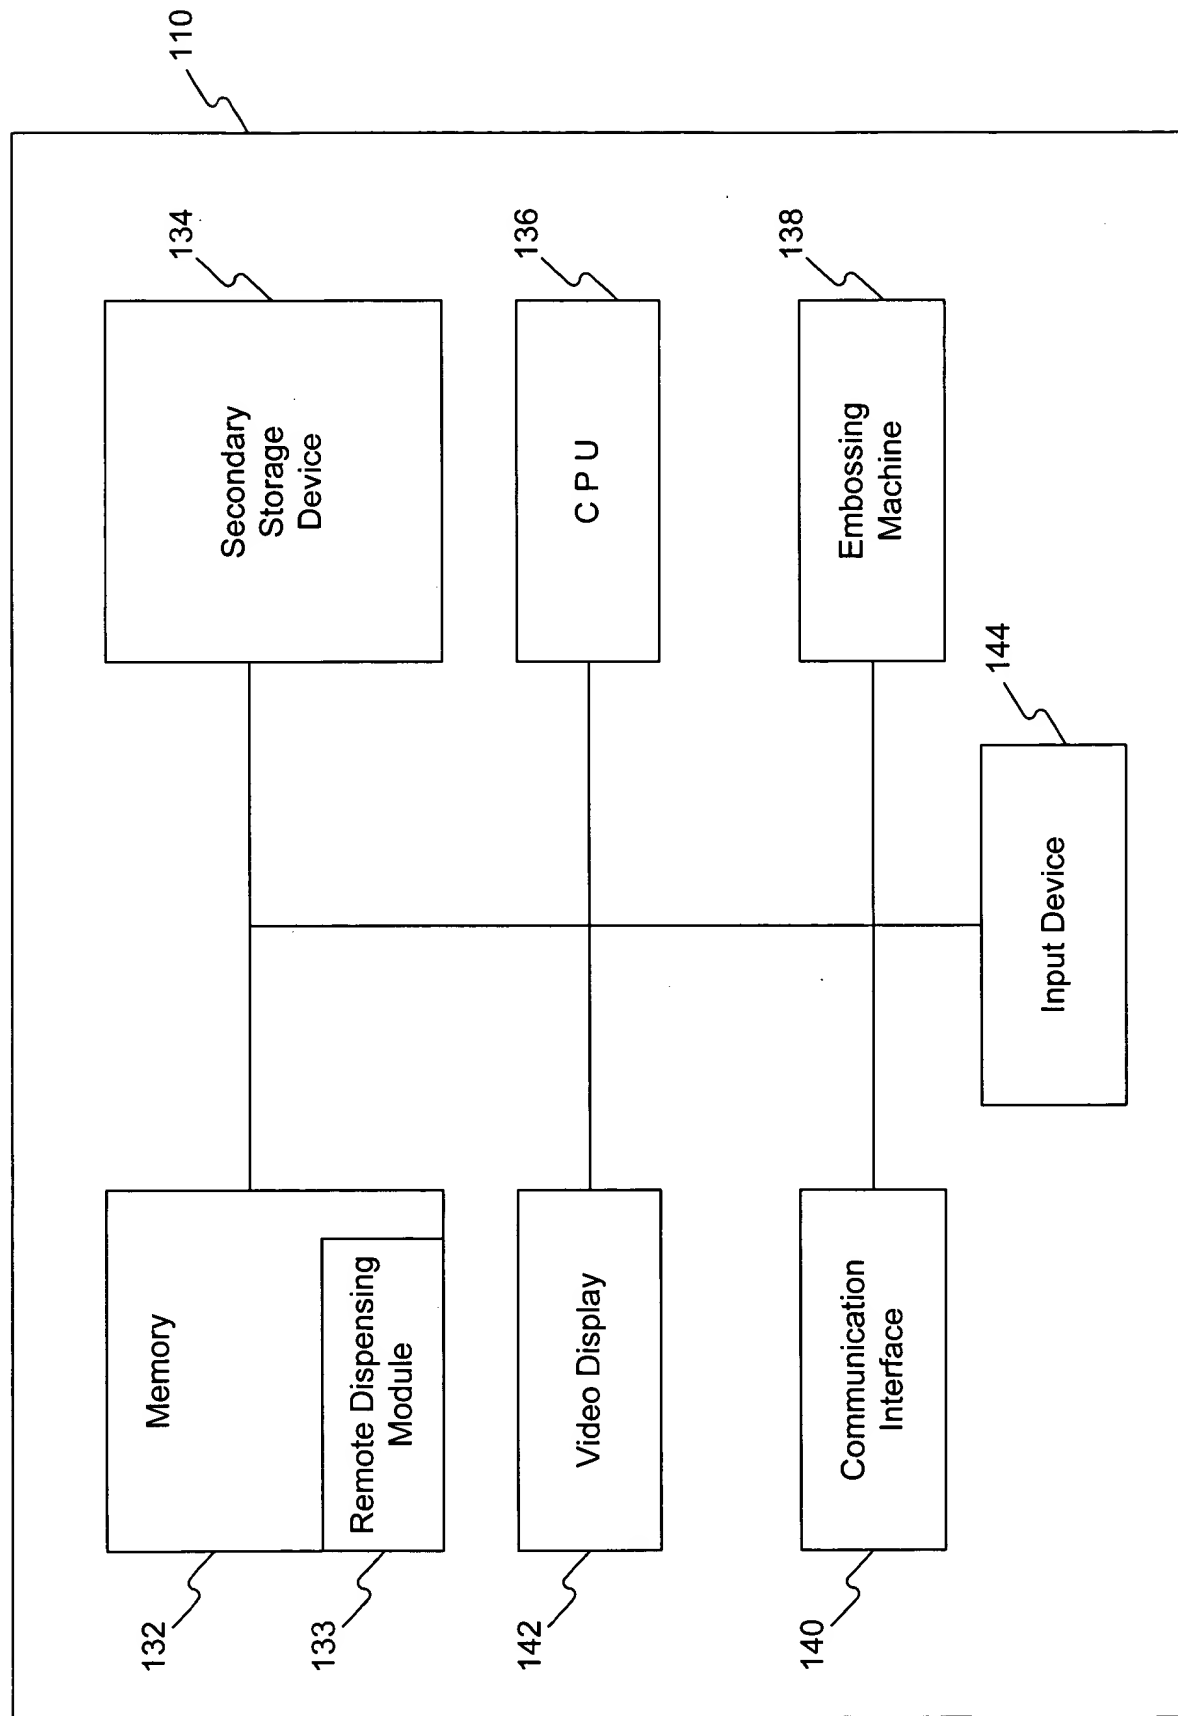 110
132
Memory
133
Remote Dispensing
Module
Secondary
Storage
Device
134
142
Video Display
C P U
136
140
Communication
Interface
Embossing
Machine
138
Input Device
144